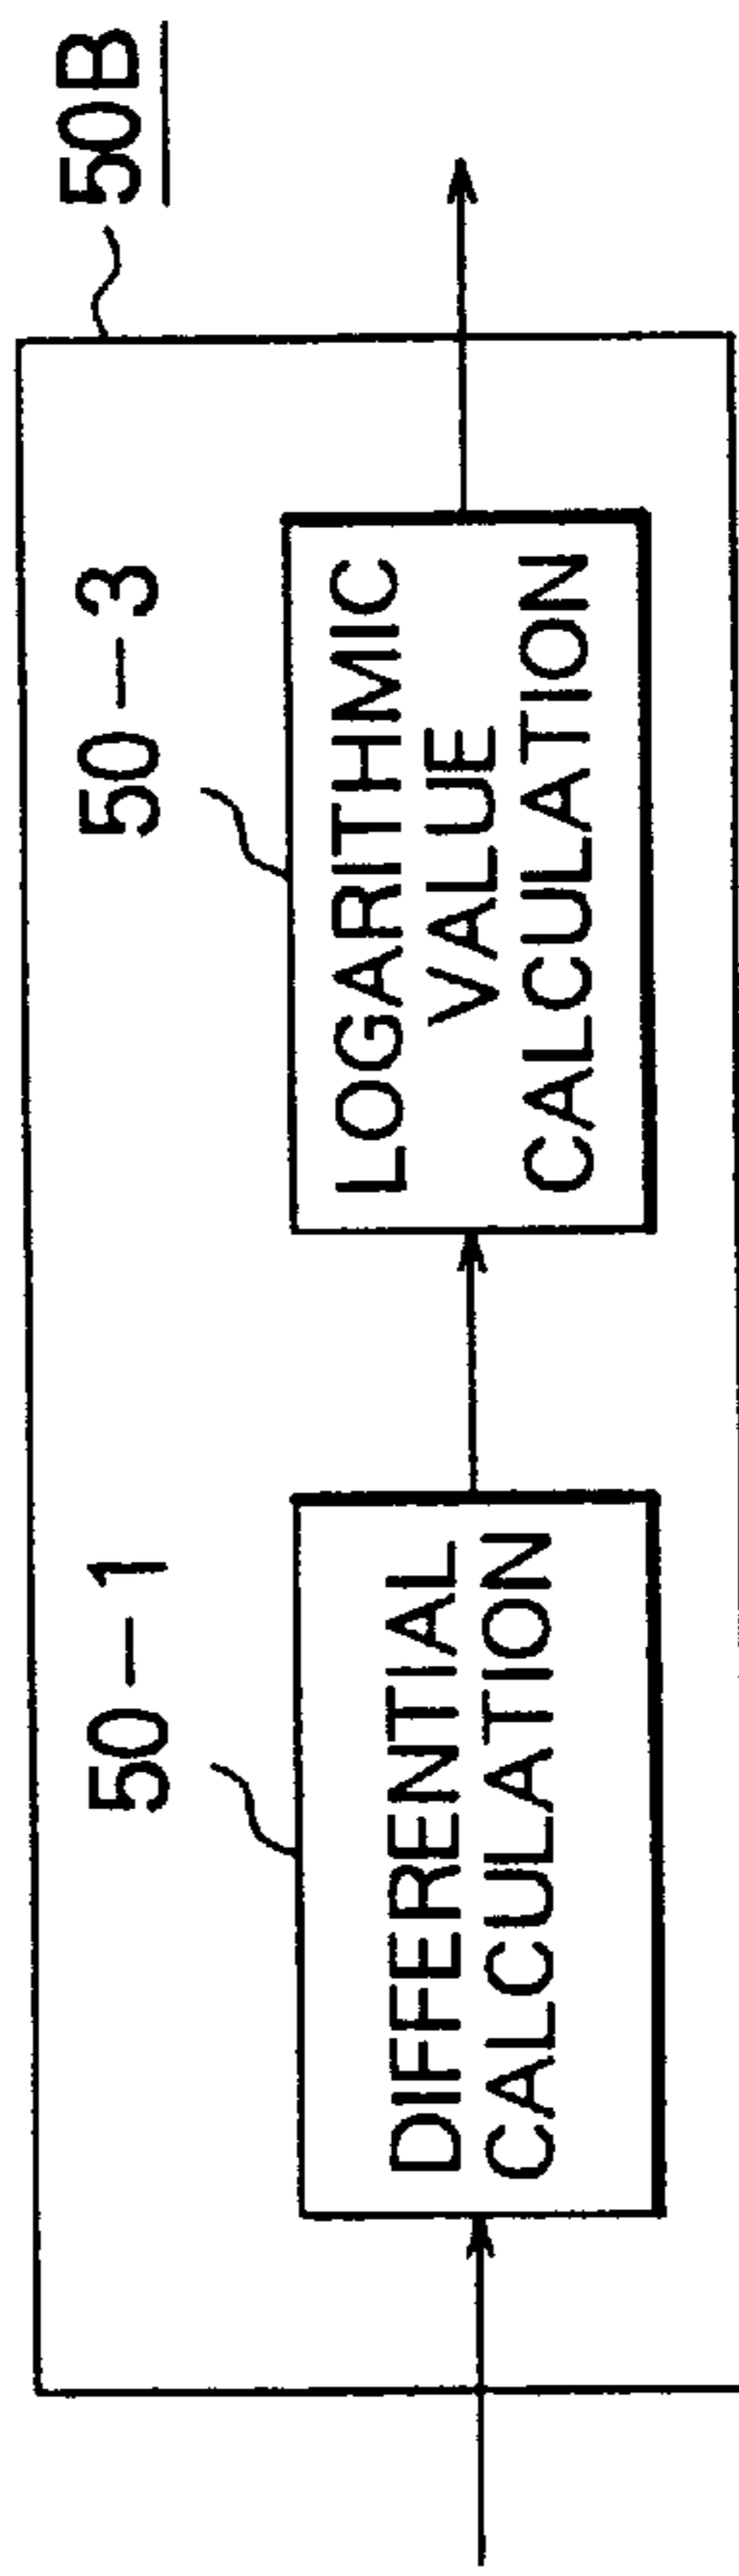 50B
50-1
DIFFERENTIAL
CALCULATION
50-3
LOGARITHMIC
VALUE
CALCULATION